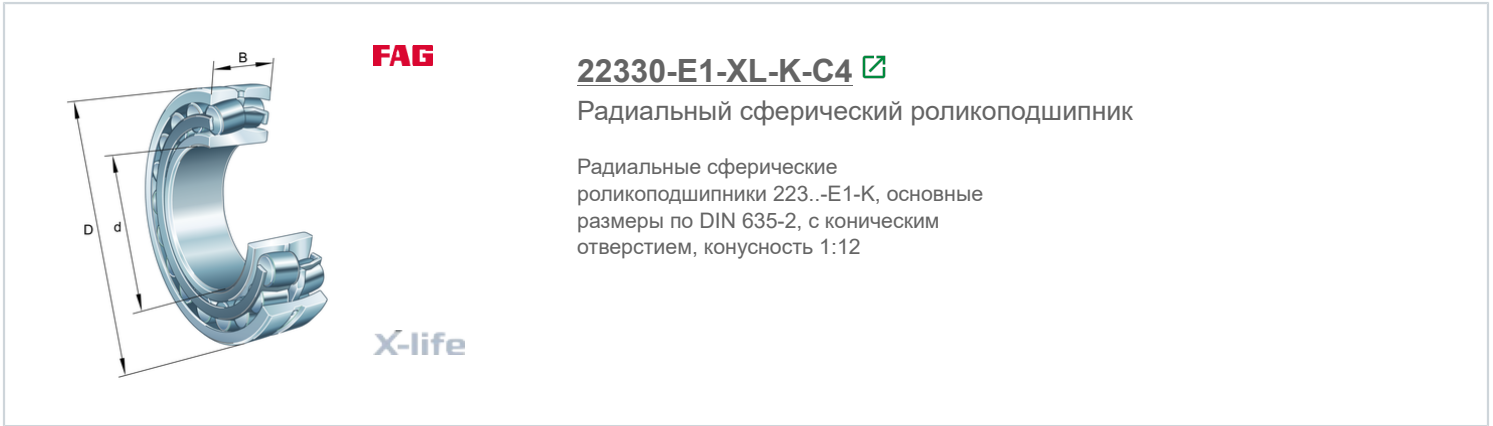 FAG
B
D
d
X-life
22330-E1-XL-K-C4
Радиальный сферический роликоподшипник
Радиальные сферические
роликоподшипники 223..-E1-K, основные
размеры по DIN 635-2, с коническим
отверстием, конусность 1:12